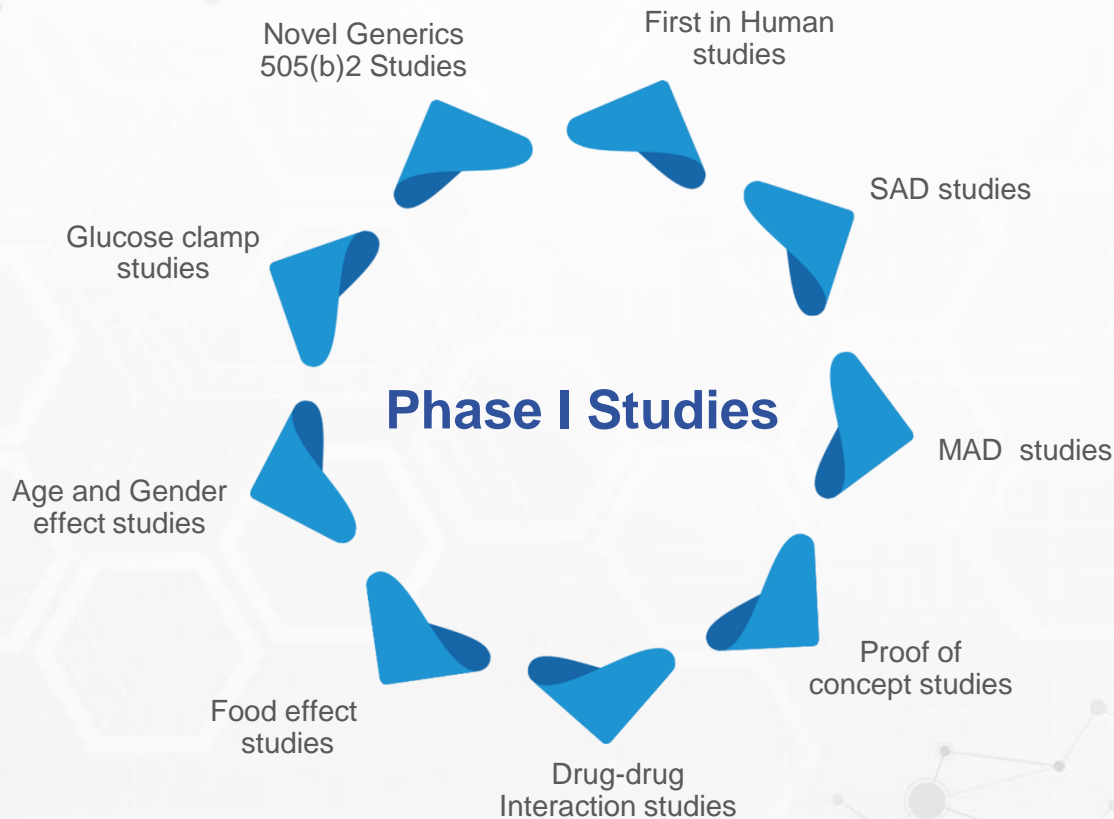 Novel Generics
505(b)2 Studies
First in Human
studies
SAD studies
Glucose clamp
studies
Phase I Studies
MAD  studies
Age and Gender
effect studies
Proof of
concept studies
Food effect
studies
Drug-drug
Interaction studies